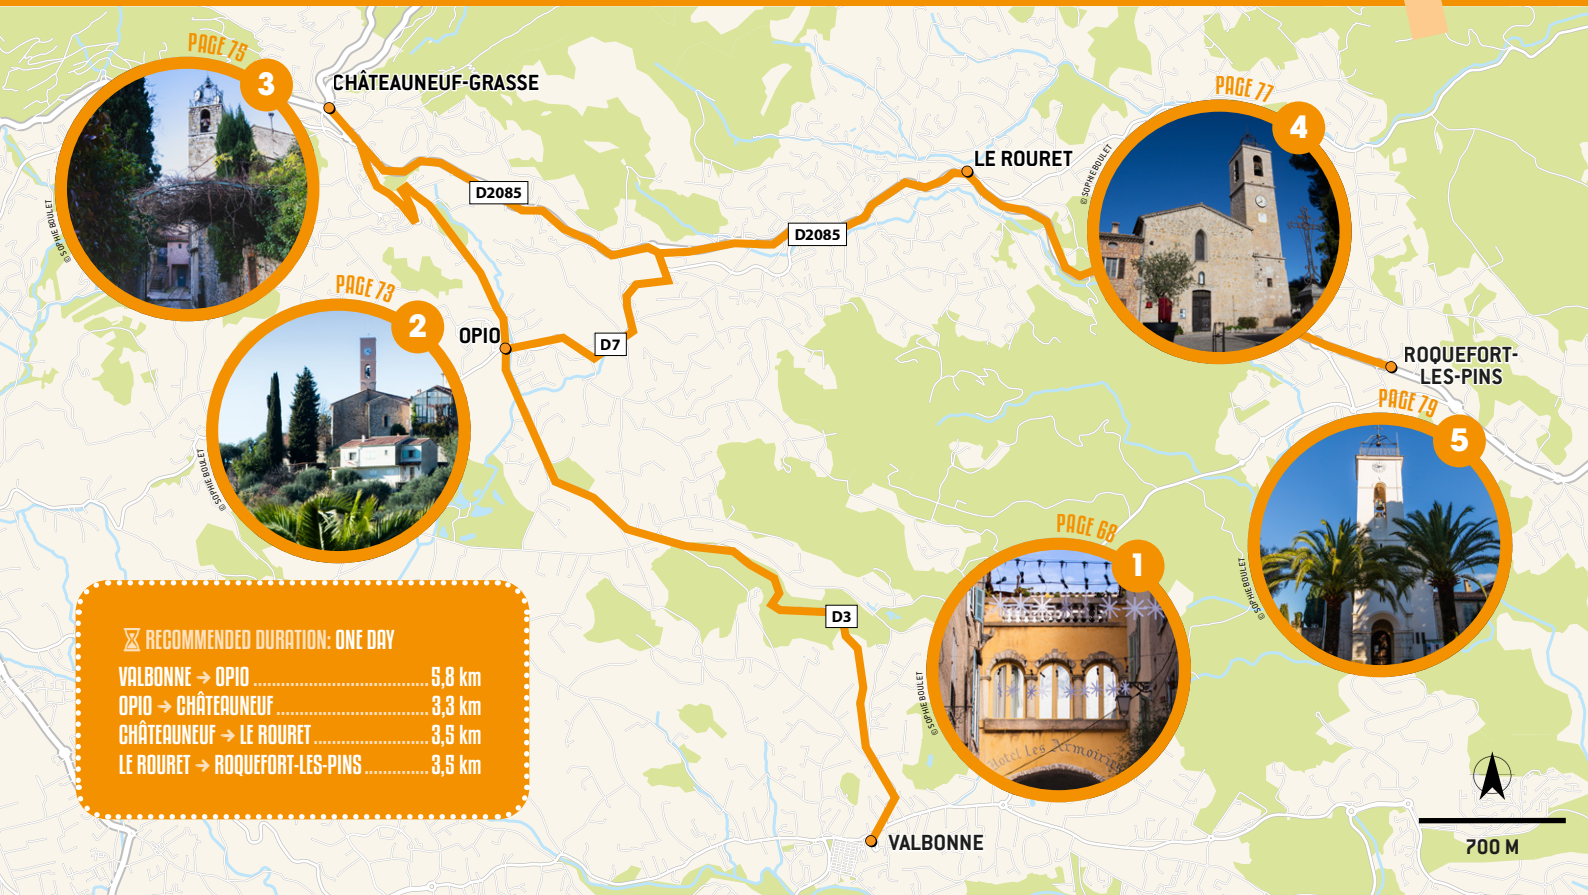 PAGE 75
3
CHÂTEAUNEUF-GRASSE
© SOPHIE BOULET
PAGE 77
4
© SOPHIE BOULET
LE ROURET
D2085
D2085
PAGE 73
2
© SOPHIE BOULET
OPIO
D7
ROQUEFORT-
LES-PINS
PAGE 79
5
© SOPHIE BOULET
PAGE 68
1
© SOPHIE BOULET
Hotel Les Armoiries
D3
RECOMMENDED DURATION: ONE DAY
VALBONNE → OPIO ........................................ 5,8 km
OPIO → CHÂTEAUNEUF .................................. 3,3 km
CHÂTEAUNEUF → LE ROURET .......................... 3,5 km
LE ROURET → ROQUEFORT-LES-PINS ............. 3,5 km
VALBONNE
700 M